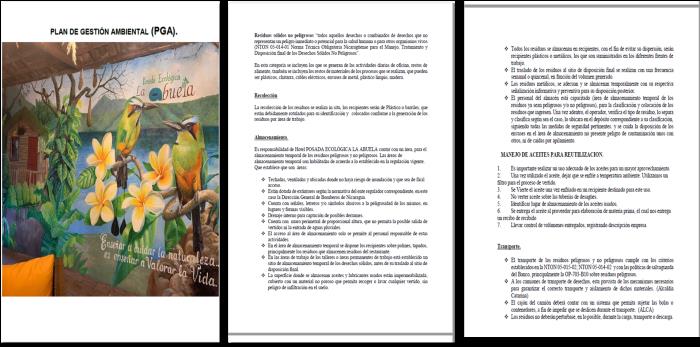 PLAN DE GESTIÓN AMBIENTAL (PGA).
Posada Ecológica
La Abuela
Enseñar a cuidar la naturaleza..
es enseñar a Valorar la Vida.
Residuos sólidos no peligrosos: "todos aquellos desechos o combinados de desechos que no
representan un peligro inmediato o potencial para la salud humana o para otros organismos vivos
(NTON 05-014-01 Norma Técnica Obligatoria Nicaragüense para el Manejo, Tratamiento y
Disposición final de los Desechos Sólidos No Peligrosos".
En esta categoría se incluyen los que se generan de las actividades diarias de oficina, restos de
alimento, también se incluyen los restos de materiales de los procesos que se realizan, que pueden
ser plásticos, chatarra, cables eléctricos, envases de metal, plástico limpio, madera.
Recolección
La recolección de los residuos se realiza in situ, los recipientes serán de Plástico o barriles, que
están debidamente rotulados para su identificación y colocados conforme a la generación de los
residuos por área de trabajo.
Almacenamiento.
Es responsabilidad de Hotel POSADA ECOLÓGICA LA ABUELA contar con un área, para el
almacenamiento temporal de los residuos peligrosos y no peligrosos. Las áreas de
almacenamiento temporal son habilitadas de acuerdo a lo establecido en la regulación vigente.
Que establece que son áreas:
❖ Techadas, ventiladas y ubicadas donde no haya riesgo de inundación y que sea de fácil
acceso.
❖ Están dotada de extintores según la normativa del ente regulador correspondiente, en este
caso la Dirección General de Bomberos de Nicaragua.
❖ Cuenta con señales, letreros y/o símbolos alusivos a la peligrosidad de los mismos, en
lugares y formas visibles.
❖ Drenaje interno para captación de posibles derrames.
❖ Cuenta con muro perimetral de proporcional altura, que no permita la posible salida de
vertidos ni la entrada de aguas pluviales.
❖ El acceso al área de almacenamiento solo se permite al personal responsable de estas
actividades.
❖ En el área de almacenamiento temporal se dispone los recipientes sobre polines, tapados,
principalmente los residuos que almacenen residuos del restaurante.
❖ En las áreas de trabajo de los talleres o áreas permanentes de trabajo está establecido un
sitio de almacenamiento temporal de los desechos sólidos, antes de su traslado al sitio de
disposición final.
❖ La superficie donde se almacenan aceites y lubricantes usados están impermeabilizada,
cubierto con un material no poroso que permita recoger o lavar cualquier vertido, sin
peligro de infiltración en el suelo.
❖ Todos los residuos se almacenan en recipientes, con el fin de evitar su dispersión, serán
recipientes plásticos o metálicos, los que son suministrados en los diferentes frentes de
trabajo.
❖ El traslado de los residuos al sitio de disposición final se realizan con una frecuencia
semanal o quincenal, en función del volumen generado.
❖ Los residuos metálicos, se adecúan y se almacenan temporalmente con su respectiva
señalización informativa y preventiva para su disposición posterior.
❖ El personal del almacén está capacitado (área de almacenamiento temporal de los
residuos ya sean peligrosos y/o no peligrosos), para la clasificación y colocación de los
residuos que ingresen. Una vez adentro, el operador, verifica el tipo de residuo, lo separa
y clasifica según sea el caso, lo ubicara en el depósito correspondiente a su clasificación,
siguiendo todas las medidas de seguridad pertinentes. y se cuida la disposición de los
errores en el área de almacenamiento no presente peligro de contaminación unos con
otros, ni de caídas por apilamiento.
MANEJO DE ACEITES PARA REUTILIZACION.
1. Es importante realizar un uso adecuado de los aceites para su mayor aprovechamiento.
2. Una vez utilizado el aceite, dejar que se enfríe a temperatura ambiente. Utilizamos un
filtro para el proceso de vertido.
3. Se Vierte el aceite una vez enfriado en un recipiente destinado para este uso.
4. No verter aceite sobre las tuberías de desagües.
5. Identificar lugar de almacenamiento de los aceites usados.
6. Se entrega el aceite al proveedor para elaboración de materia prima, el cual nos entrega
un recibo de recibido.
7. Llevar control de volúmenes entregados, registrando descripción empresa.
Transporte.
❖ El transporte de los residuos peligrosos y no peligrosos cumple con los criterios
establecidos en la NTON 05-015-02, NTON 05-014-02 y con las políticas de salvaguarda
del Banco, principalmente la OP-703-B10 sobre residuos peligrosos.
❖ A los camiones de transporte de desechos, esta provista de los mecanismos necesarios
para garantizar el correcto transporte y aislamiento de dichos materiales. (Alcaldía
Catarina)
❖ El cajón del camión deberá contar con un sistema que permita sujetar las bolsas o
contenedores, a fin de impedir que se deslicen durante el transporte. (ALCA)
❖ Los residuos no deberán perturbarse, en lo posible, durante la carga, transporte o descarga.